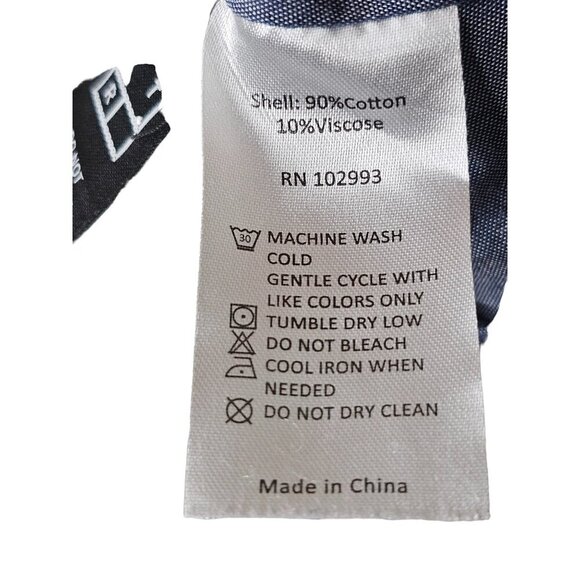 Shell: 90%Cotton
10%Viscose
RN 102993
30 MACHINE WASH
COLD
GENTLE CYCLE WITH
LIKE COLORS ONLY
TUMBLE DRY LOW
DO NOT BLEACH
COOL IRON WHEN
NEEDED
DO NOT DRY CLEAN
Made in China